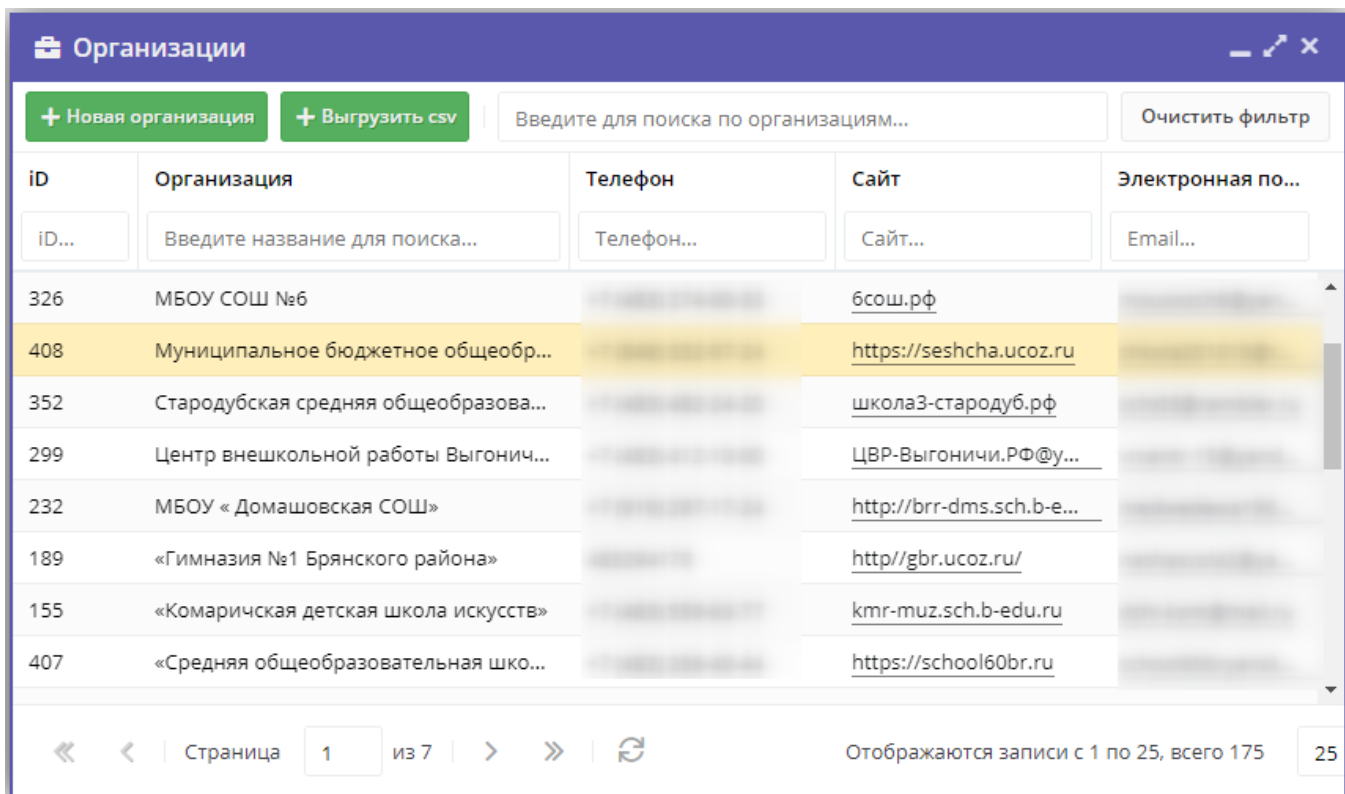 Организации
+ Новая организация + Выгрузить csv Введите для поиска по организациям... Очистить фильтр
iD Организация Телефон Сайт Электронная по...
iD... Введите название для поиска... Телефон... Сайт... Email...
326 МБОУ СОШ №6 6сош.рф
408 Муниципальное бюджетное общеобр... https://seshcha.ucoz.ru
352 Стародубская средняя общеобразова... школа3-стародуб.рф
299 Центр внешкольной работы Выгонич... ЦВР-Выгоничи.РФ@y...
232 МБОУ « Домашовская СОШ» http://brr-dms.sch.b-e...
189 «Гимназия №1 Брянского района» http//gbr.ucoz.ru/
155 «Комаричская детская школа искусств» kmr-muz.sch.b-edu.ru
407 «Средняя общеобразовательная шко... https://school60br.ru
Страница 1 из 7 Отображаются записи с 1 по 25, всего 175 25